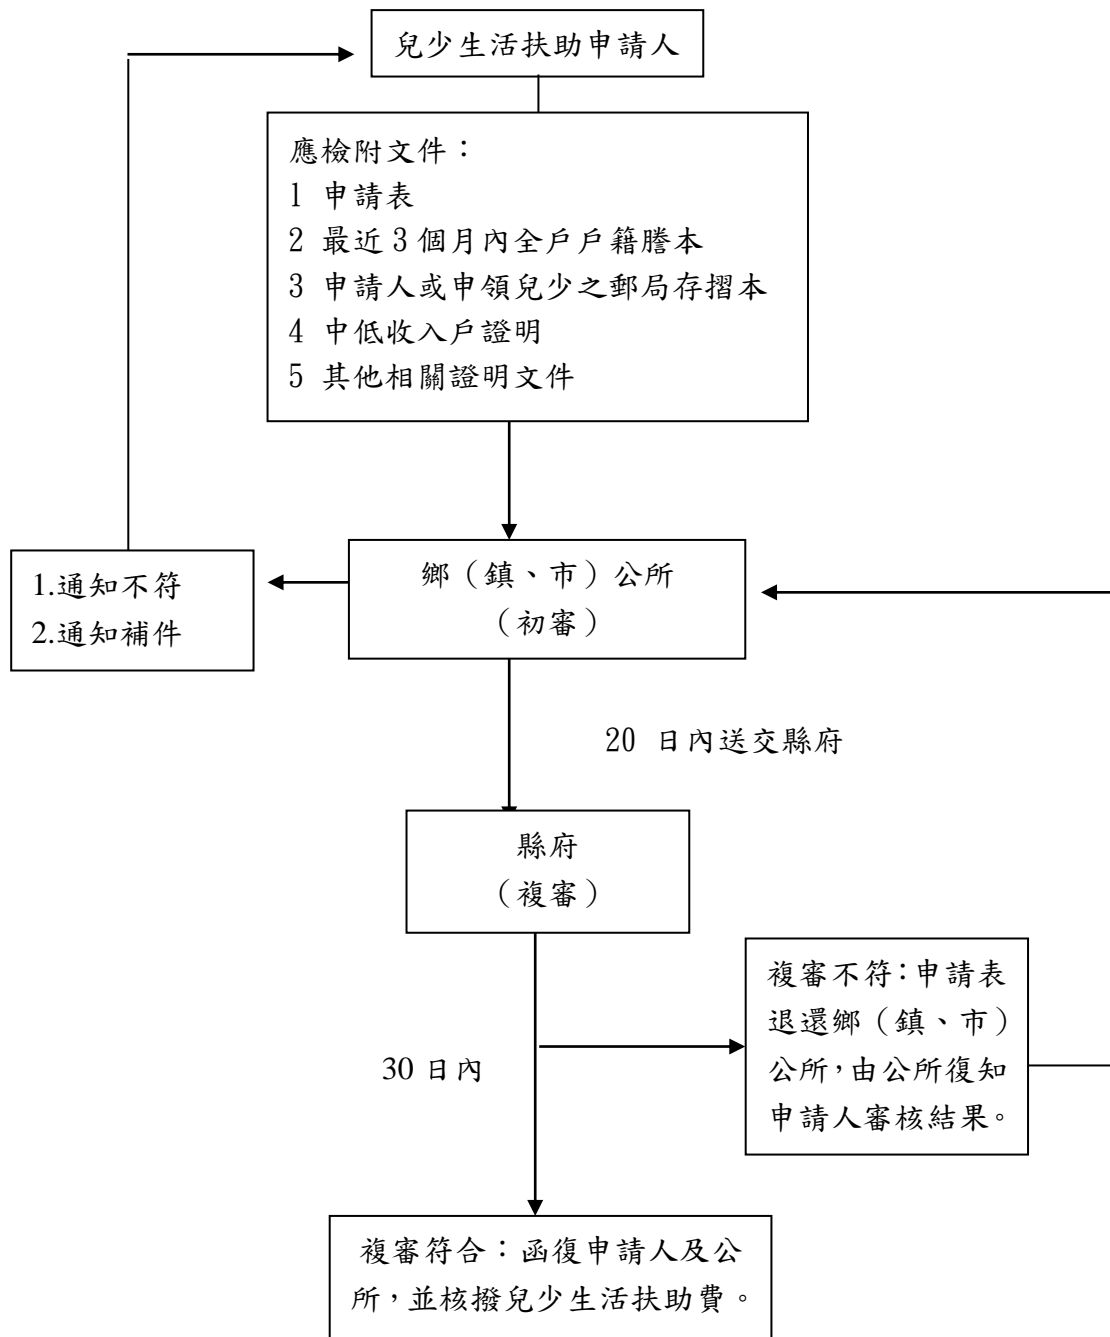 兒少生活扶助申請人
應檢附文件：
1 申請表
2 最近3個月內全戶戶籍謄本
3 申請人或申領兒少之郵局存摺本
4 中低收入戶證明
5 其他相關證明文件
1.通知不符
2.通知補件
鄉（鎮、市）公所
（初審）
20 日內送交縣府
縣府
（複審）
複審不符：申請表
退還鄉（鎮、市）
公所，由公所復知
申請人審核結果。
30日內
複審符合：函復申請人及公
所，並核撥兒少生活扶助費。